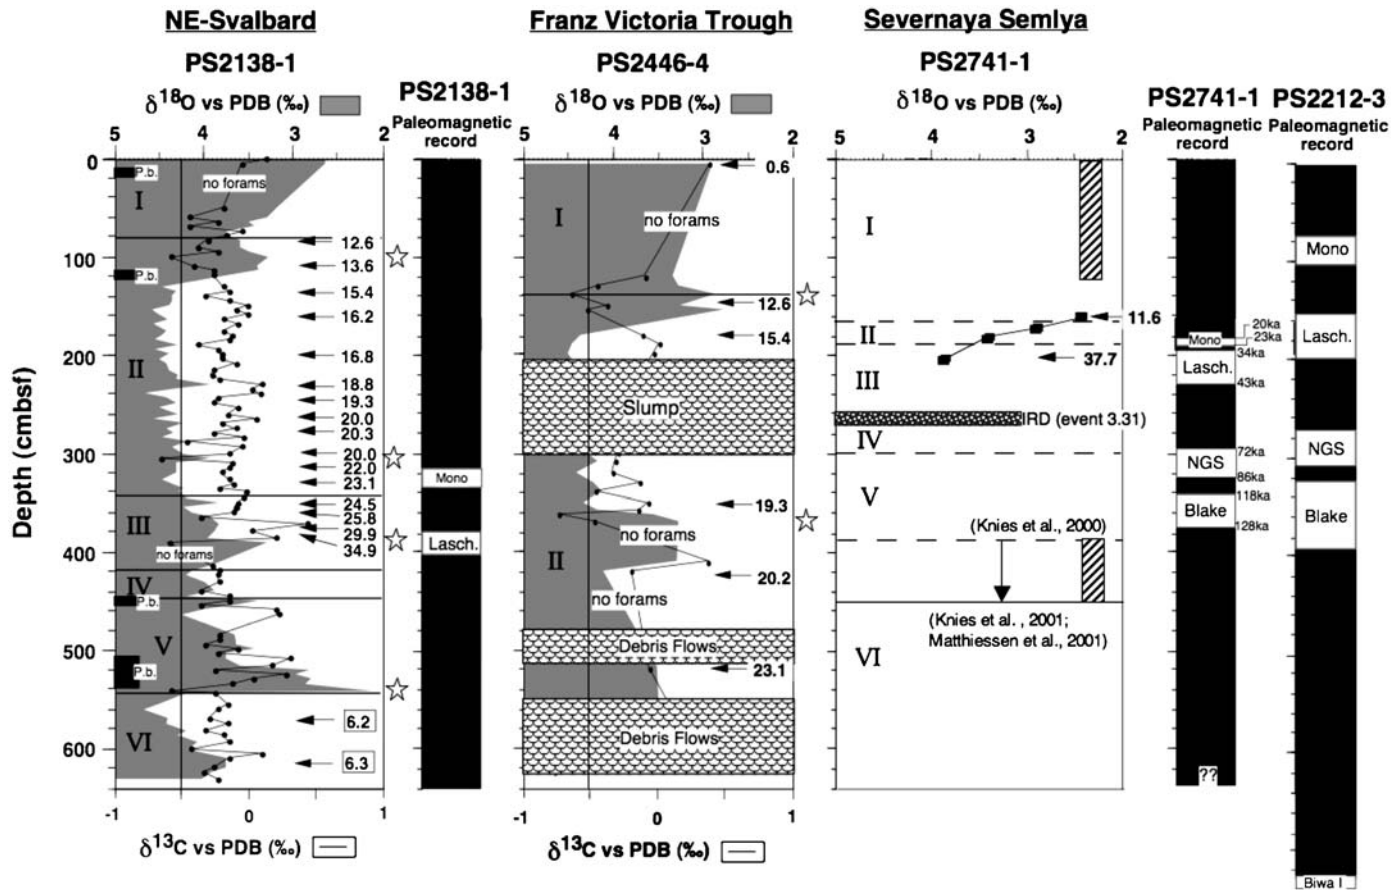 NE-Svalbard
PS2138-1
δ18O vs PDB (‰)
5 4 3 2
PS2138-1
Paleomagnetic
record
Franz Victoria Trough
PS2446-4
δ18O vs PDB (‰)
5 4 3 2
Severnaya Semlya
PS2741-1
δ18O vs PDB (‰)
5 4 3 2
PS2741-1
Paleomagnetic
record
PS2212-3
Paleomagnetic
record
Depth (cmbsf)
0
100
200
300
400
500
600
P.b.
no forams
I
P.b.
II
III
no forams
IV
P.b.
V
P.b.
VI
12.6
13.6
15.4
16.2
16.8
18.8
19.3
20.0
20.3
20.0
22.0
23.1
24.5
25.8
29.9
34.9
6.2
6.3
-1 0 1
δ13C vs PDB (‰)
Mono
Lasch.
0.6
I
no forams
12.6
15.4
Slump
19.3
no forams
II
20.2
no forams
Debris Flows
23.1
Debris Flows
-1 0 1
δ13C vs PDB (‰)
I
11.6
II
37.7
III
IRD (event 3.31)
IV
V
(Knies et al., 2000)
(Knies et al. , 2001;
Matthiessen et al., 2001)
VI
20ka
Mono
23ka
34ka
Lasch.
43ka
72ka
NGS
86ka
118ka
Blake
128ka
??
Mono
Lasch.
NGS
Blake
Biwa I